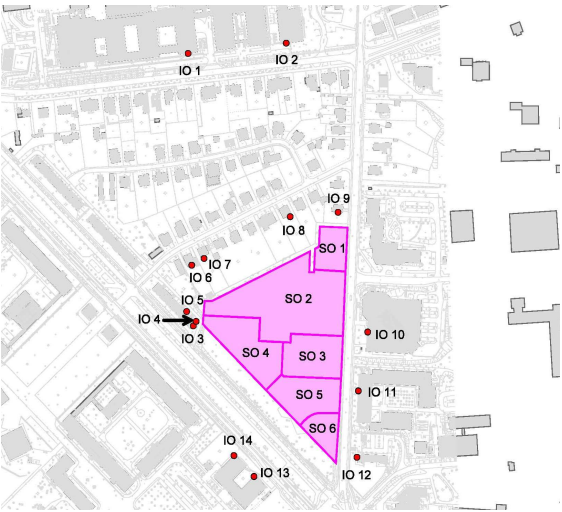 IO 1
IO 2
IO 9
IO 8
SO 1
IO 7
IO 6
IO 5
SO 2
IO 4
IO 3
IO 10
SO 4
SO 3
SO 5
IO 11
SO 6
IO 14
IO 12
IO 13